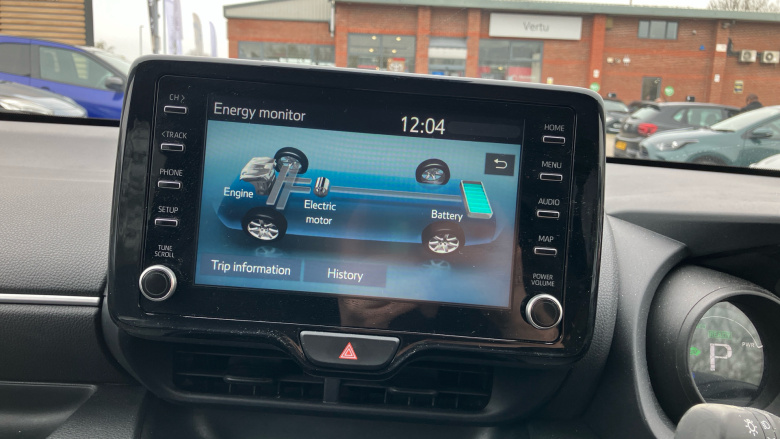 Vertu
CH >
< TRACK
PHONE
SETUP
TUNE
SCROLL
Energy monitor
12:04
Engine
Electric
motor
Battery
Trip information
History
HOME
MENU
AUDIO
MAP
POWER
VOLUME
P
PWR